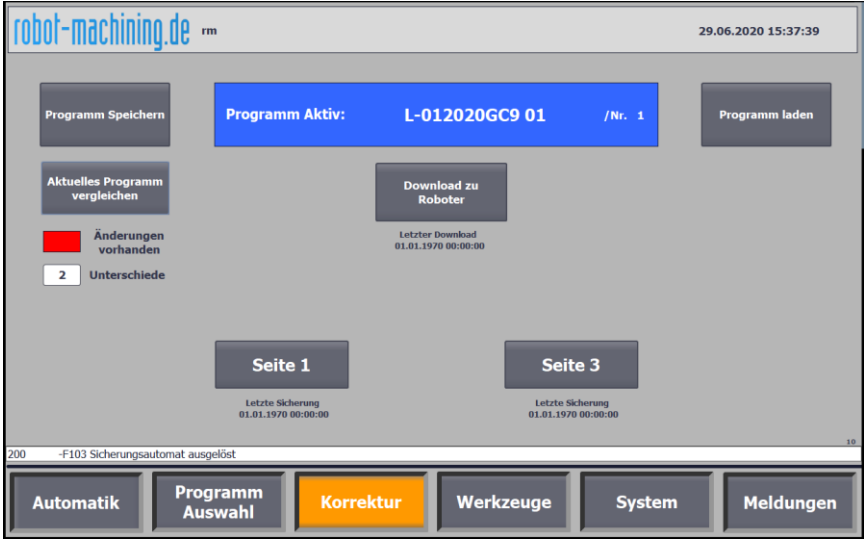 robot-machining.de rm 29.06.2020 15:37:39
Programm Speichern
Programm Aktiv: L-012020GC9 01 /Nr. 1
Programm laden
Aktuelles Programm
vergleichen
Download zu
Roboter
Letzter Download
01.01.1970 00:00:00
Änderungen
vorhanden
2 Unterschiede
Seite 1
Letzte Sicherung
01.01.1970 00:00:00
Seite 3
Letzte Sicherung
01.01.1970 00:00:00
10
200 -F103 Sicherungsautomat ausgelöst
Automatik
Programm
Auswahl
Korrektur
Werkzeuge
System
Meldungen